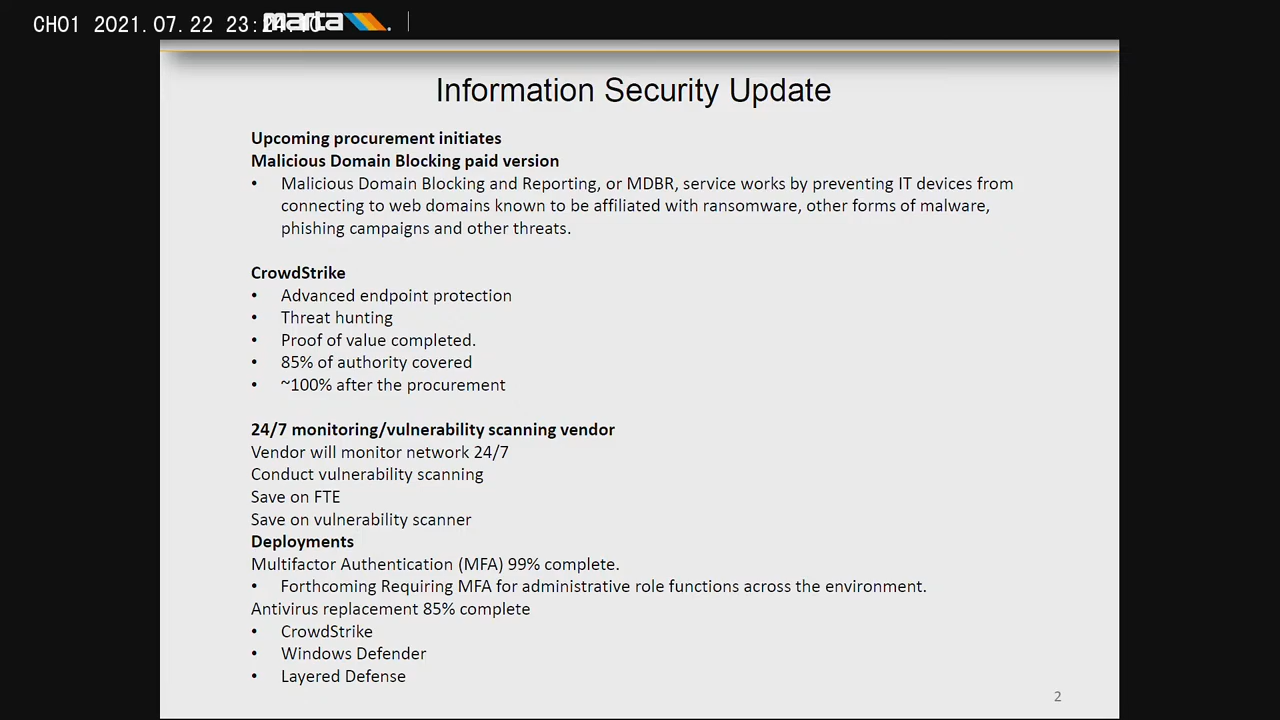 CH01 2021.07.22 23:
marta
Information Security Update
Upcoming procurement initiates
Malicious Domain Blocking paid version
• Malicious Domain Blocking and Reporting, or MDBR, service works by preventing IT devices from
connecting to web domains known to be affiliated with ransomware, other forms of malware,
phishing campaigns and other threats.
CrowdStrike
• Advanced endpoint protection
• Threat hunting
• Proof of value completed.
• 85% of authority covered
• ~100% after the procurement
24/7 monitoring/vulnerability scanning vendor
Vendor will monitor network 24/7
Conduct vulnerability scanning
Save on FTE
Save on vulnerability scanner
Deployments
Multifactor Authentication (MFA) 99% complete.
• Forthcoming Requiring MFA for administrative role functions across the environment.
Antivirus replacement 85% complete
• CrowdStrike
• Windows Defender
• Layered Defense
2